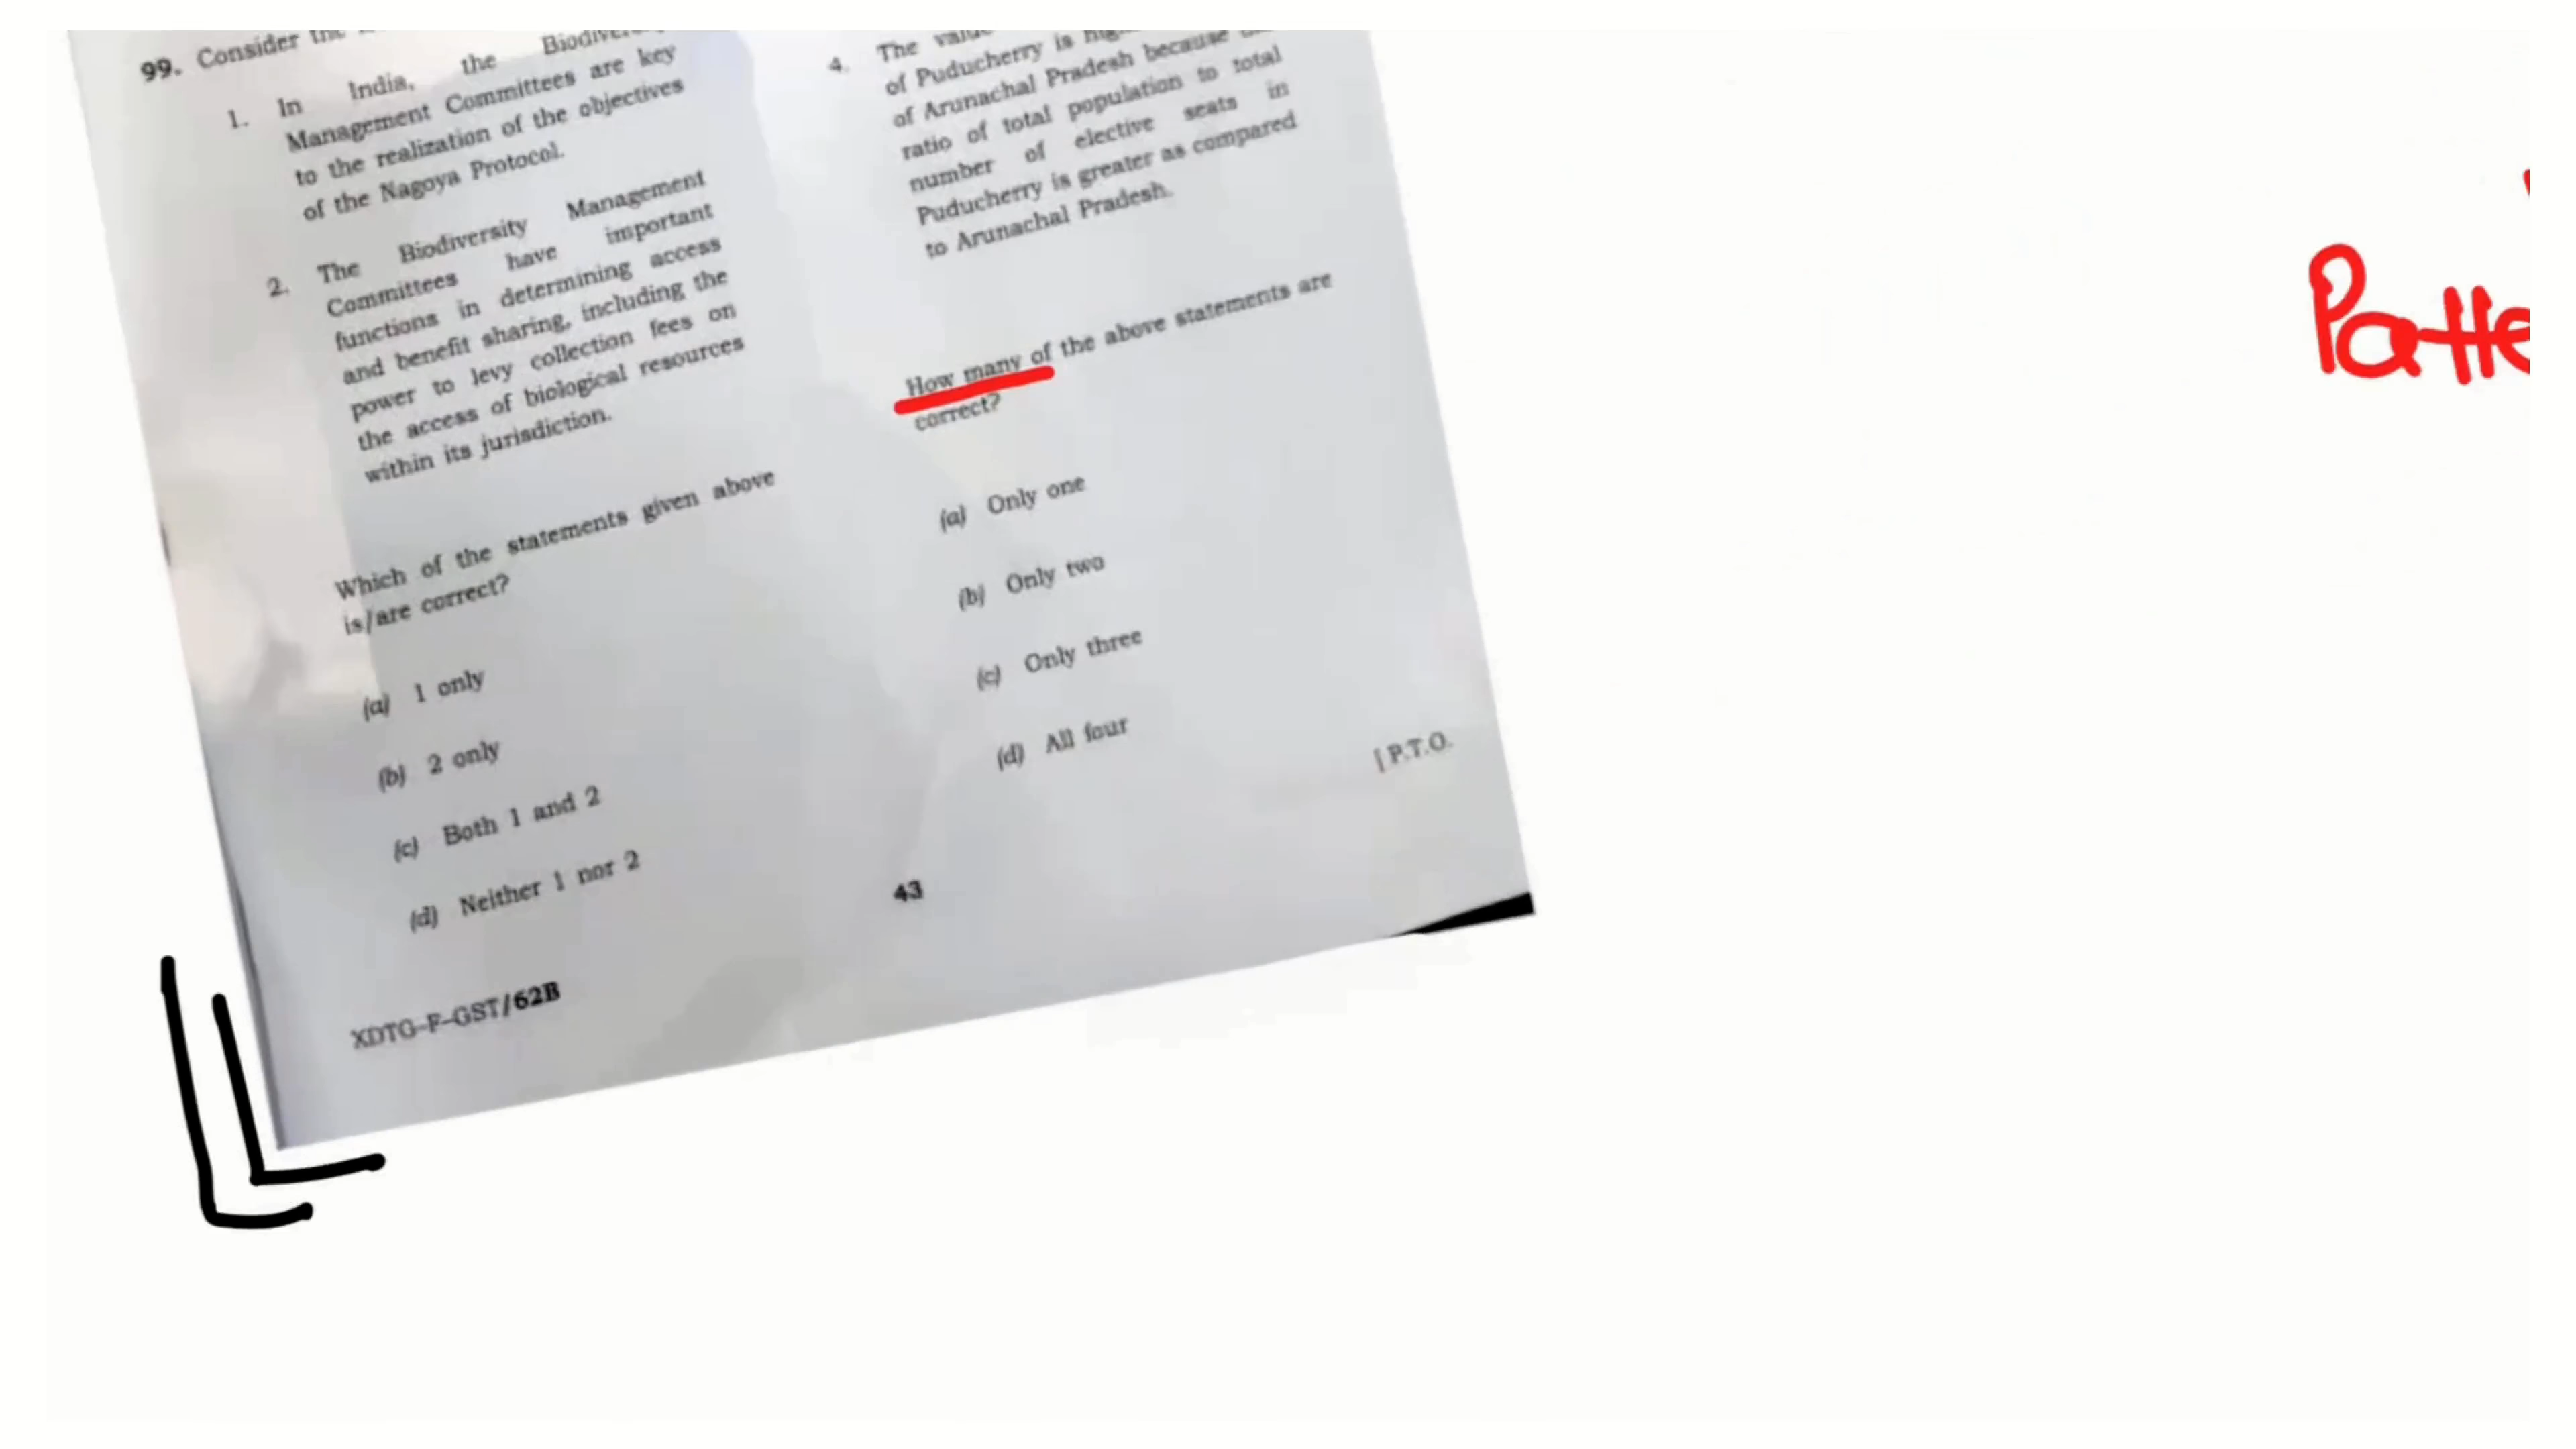 99. Consider the
1. In India, the
Management Committees are key
to the realization of the objectives
of the Nagoya Protocol.
2. The Biodiversity Management
Committees have important
functions in determining access
and benefit sharing, including the
power to levy collection fees on
the access of biological resources
within its jurisdiction.
Which of the statements given above
is/are correct?
(a) 1 only
(b) 2 only
(c) Both 1 and 2
(d) Neither 1 nor 2
XDTG-F-GST/62B
4. The value
of Puducherry is
of Arunachal Pradesh because
ratio of total population to total
number of elective seats in
Puducherry is greater as compared
to Arunachal Pradesh.
How many of the above statements are
correct?
(a) Only one
(b) Only two
(c) Only three
(d) All four
[ P.T.O.
43
Patte